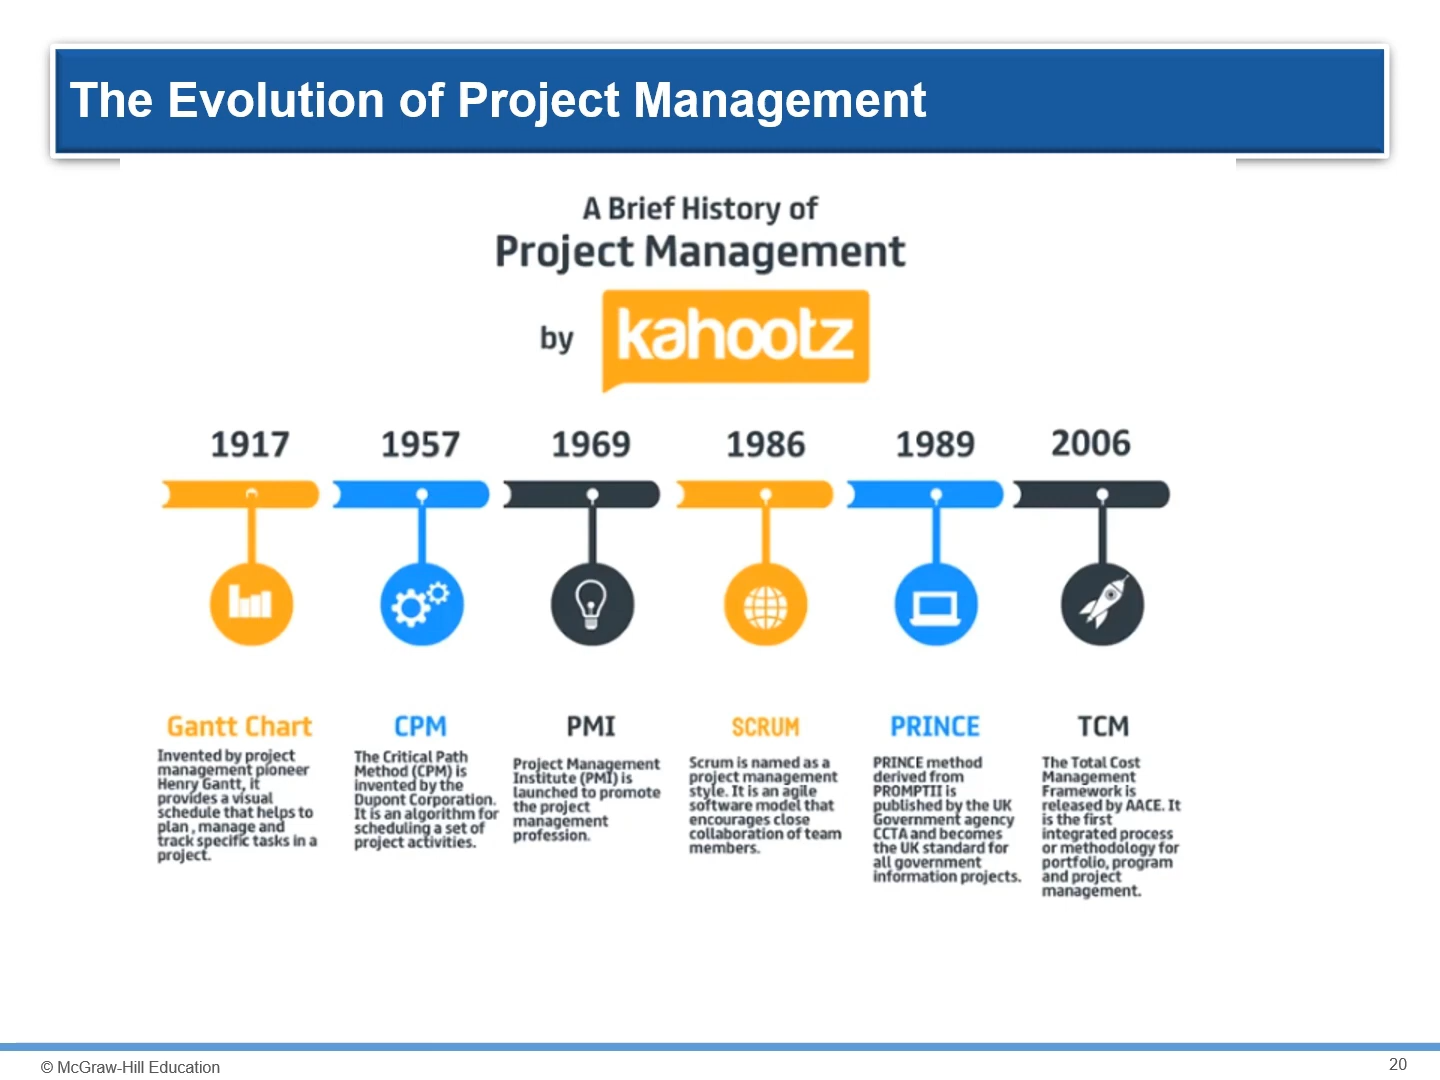 The Evolution of Project Management
A Brief History of
Project Management
by kahootz
1917
1957
1969
1986
1989
2006
Gantt Chart
Invented by project
management pioneer
Henry Gantt, it
provides a visual
schedule that helps to
plan , manage and
track specific tasks in a
project.
CPM
The Critical Path
Method (CPM) is
invented by the
Dupont Corporation.
It is an algorithm for
scheduling a set of
project activities.
PMI
Project Management
Institute (PMI) is
launched to promote
the project
management
profession.
SCRUM
Scrum is named as a
project management
style. It is an agile
software model that
encourages close
collaboration of team
members.
PRINCE
PRINCE method
derived from
PROMPTII is
published by the UK
Government agency
CCTA and becomes
the UK standard for
all government
information projects.
TCM
The Total Cost
Management
Framework is
released by AACE. It
is the first
integrated process
or methodology for
portfolio, program
and project
management.
© McGraw-Hill Education
20